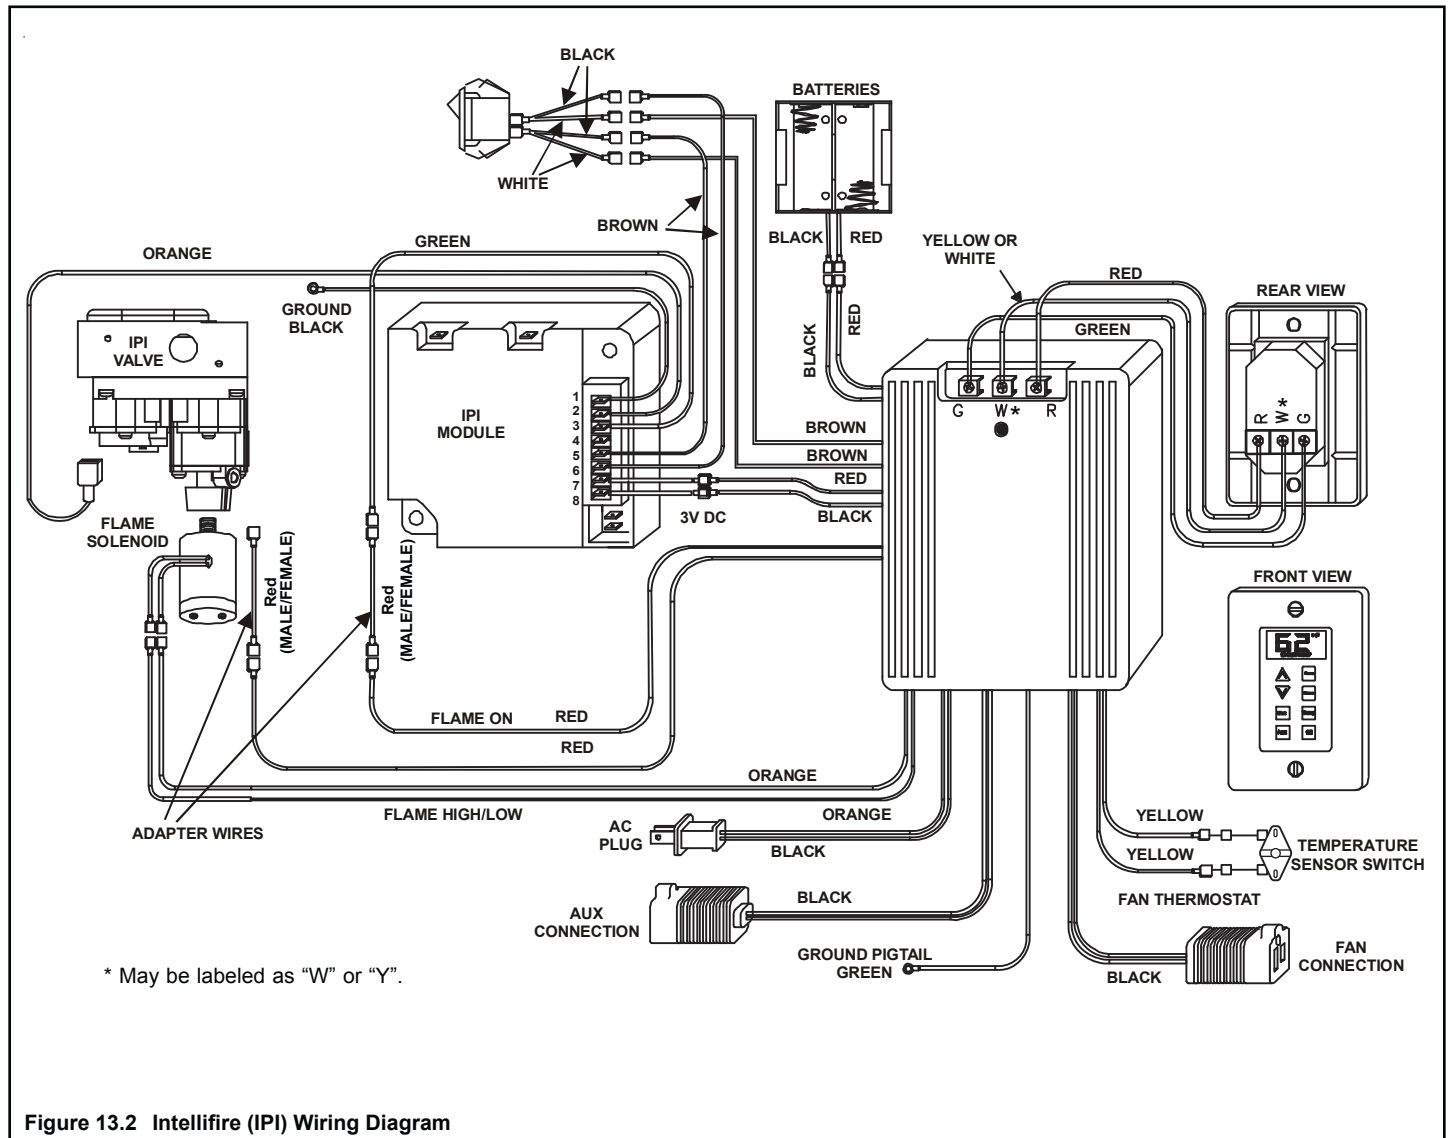 BLACK
BATTERIES
WHITE
BROWN
BLACK
RED
YELLOW OR
WHITE
ORANGE
GREEN
RED
REAR VIEW
GROUND
BLACK
GREEN
IPI
VALVE
BLACK
RED
IPI
MODULE
1
2
3
4
5
6
7
8
G
W *
R
R
W *
G
BROWN
BROWN
RED
BLACK
3V DC
FLAME
SOLENOID
Red
(MALE/FEMALE)
Red
(MALE/FEMALE)
FRONT VIEW
62
°F
FLAME ON
RED
RED
ORANGE
FLAME HIGH/LOW
ADAPTER WIRES
AC
PLUG
ORANGE
BLACK
YELLOW
YELLOW
TEMPERATURE
SENSOR SWITCH
FAN THERMOSTAT
AUX
CONNECTION
BLACK
GROUND PIGTAIL
GREEN
BLACK
FAN
CONNECTION
* May be labeled as “W” or “Y”.
Figure 13.2 Intellifire (IPI) Wiring Diagram